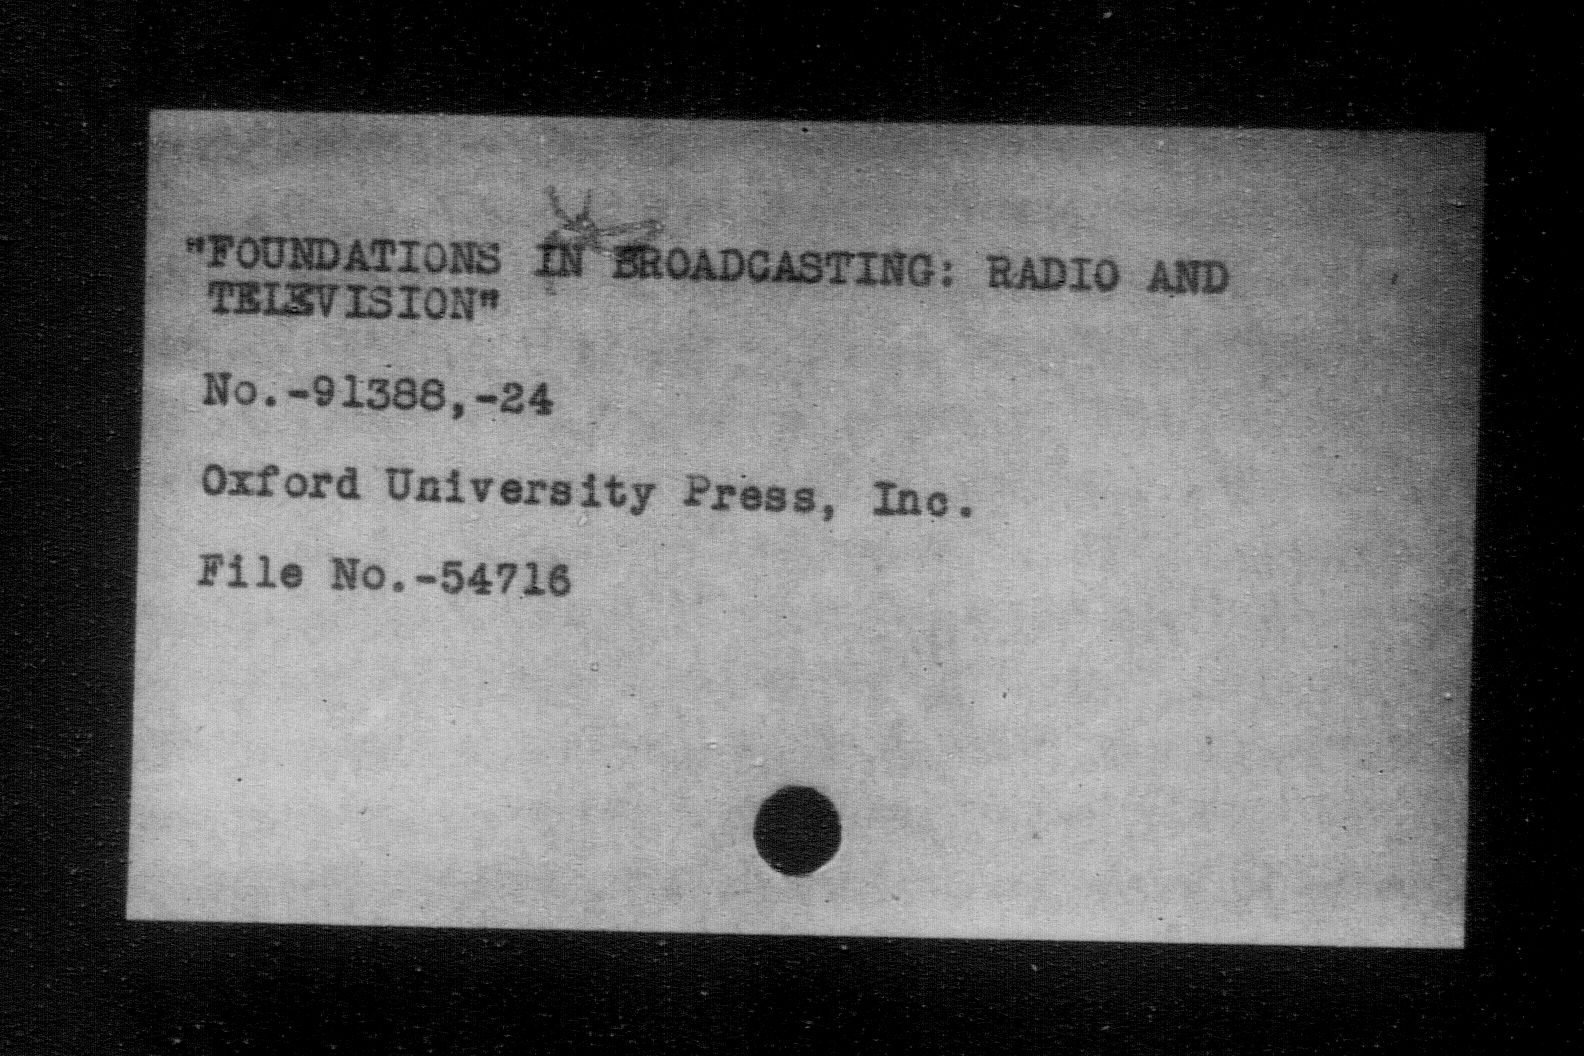 "FOUNDATIONS IN BROADCASTING: RADIO AND
TELEVISION"
No.-91388,-24
Oxford University Press, Inc.
File No.-54716